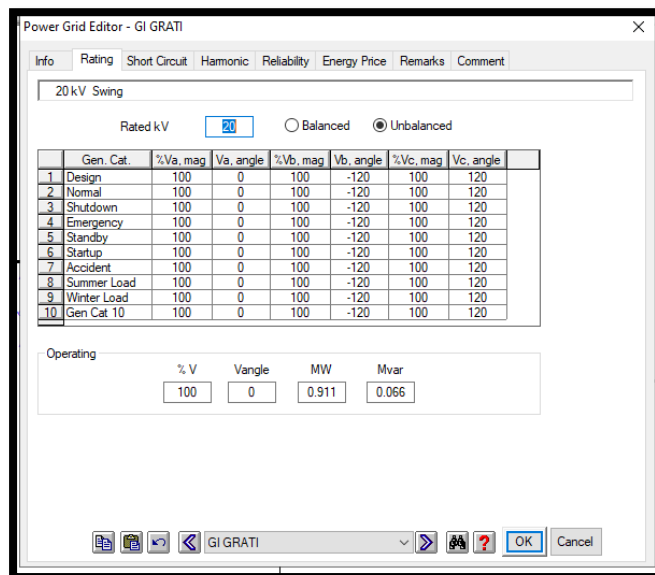 Power Grid Editor - GI GRATI
Info Rating Short Circuit Harmonic Reliability Energy Price Remarks Comment
20 kV Swing
Rated kV 20 Balanced Unbalanced
Gen. Cat. %Va, mag Va, angle %Vb, mag Vb, angle %Vc, mag Vc, angle
1 Design 100 0 100 -120 100 120
2 Normal 100 0 100 -120 100 120
3 Shutdown 100 0 100 -120 100 120
4 Emergency 100 0 100 -120 100 120
5 Standby 100 0 100 -120 100 120
6 Startup 100 0 100 -120 100 120
7 Accident 100 0 100 -120 100 120
8 Summer Load 100 0 100 -120 100 120
9 Winter Load 100 0 100 -120 100 120
10 Gen Cat 10 100 0 100 -120 100 120
Operating
% V Vangle MW Mvar
100 0 0.911 0.066
GI GRATI ? OK Cancel